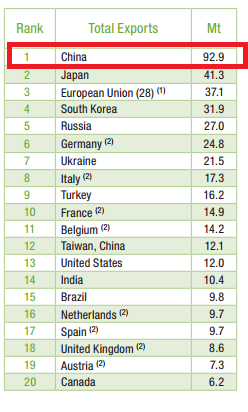 Rank Total Exports Mt
1 China 92.9
2 Japan 41.3
3 European Union (28) (1) 37.1
4 South Korea 31.9
5 Russia 27.0
6 Germany (2) 24.8
7 Ukraine 21.5
8 Italy (2) 17.3
9 Turkey 16.2
10 France (2) 14.9
11 Belgium (2) 14.2
12 Taiwan, China 12.1
13 United States 12.0
14 India 10.4
15 Brazil 9.8
16 Netherlands (2) 9.7
17 Spain (2) 9.7
18 United Kingdom (2) 8.6
19 Austria (2) 7.3
20 Canada 6.2